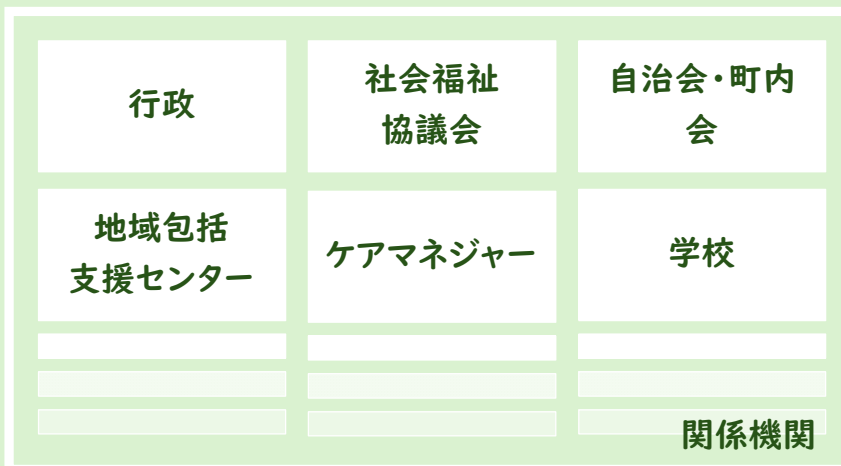 行政
社会福祉
協議会
自治会・町内
会
地域包括
支援センター
ケアマネジャー
学校
関係機関